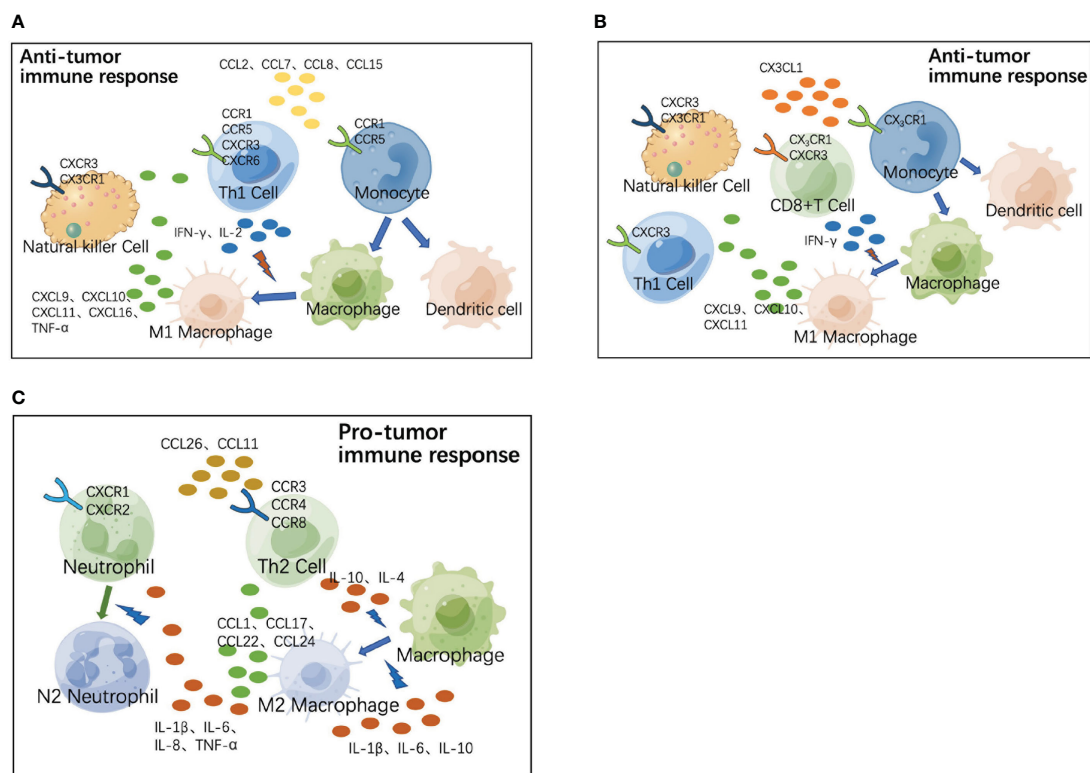 A
Anti-tumor
immune response
CCL2、CCL7、CCL8、CCL15
CCR1
CCR5
CXCR3
CXCR6
Th1 Cell
CCR1
CCR5
Monocyte
CXCR3
CX3CR1
Natural killer Cell
IFN-γ、IL-2
CXCL9、CXCL10、
CXCL11、CXCL16、
TNF-α
M1 Macrophage
Macrophage
Dendritic cell
B
Anti-tumor
immune response
CX3CL1
CXCR3
CX3CR1
Natural killer Cell
CX₃CR1
CXCR3
CD8+T Cell
CX₃CR1
Monocyte
Dendritic cell
CXCR3
Th1 Cell
IFN-γ
Macrophage
CXCL9、CXCL10、
CXCL11
M1 Macrophage
C
Pro-tumor
immune response
CCL26、CCL11
CXCR1
CXCR2
Neutrophil
CCR3
CCR4
CCR8
Th2 Cell
IL-10、IL-4
CCL1、CCL17、
CCL22、CCL24
Macrophage
N2 Neutrophil
M2 Macrophage
IL-1β、IL-6、
IL-8、TNF-α
IL-1β、IL-6、IL-10